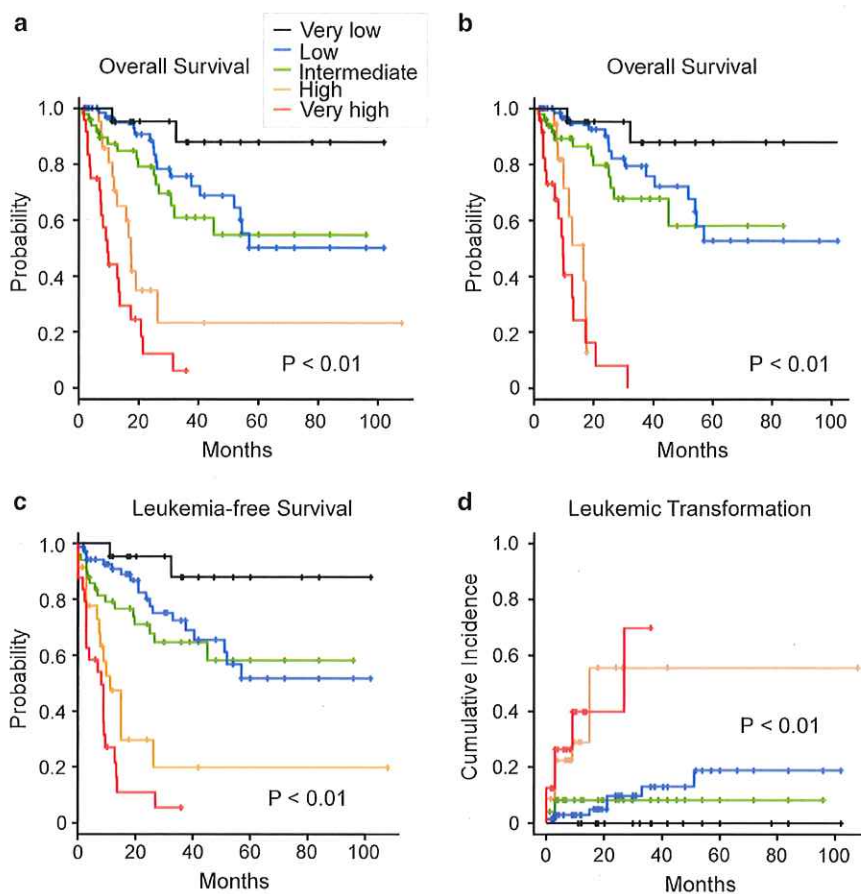 a
Overall Survival
Very low
Low
Intermediate
High
Very high
1.0
0.8
0.6
0.4
0.2
0
Probability
P < 0.01
0 20 40 60 80 100
Months
b
Overall Survival
1.0
0.8
0.6
0.4
0.2
0
Probability
P < 0.01
0 20 40 60 80 100
Months
c
Leukemia-free Survival
1.0
0.8
0.6
0.4
0.2
0
Probability
P < 0.01
0 20 40 60 80 100
Months
d
Leukemic Transformation
1.0
0.8
0.6
0.4
0.2
0
Cumulative Incidence
P < 0.01
0 20 40 60 80 100
Months